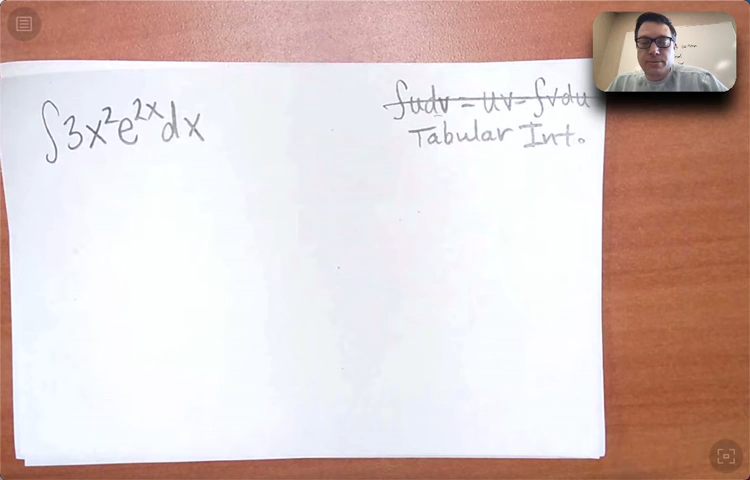 ∫3x²e²ˣdx
∫udv = uv - ∫vdu
Tabular Int.